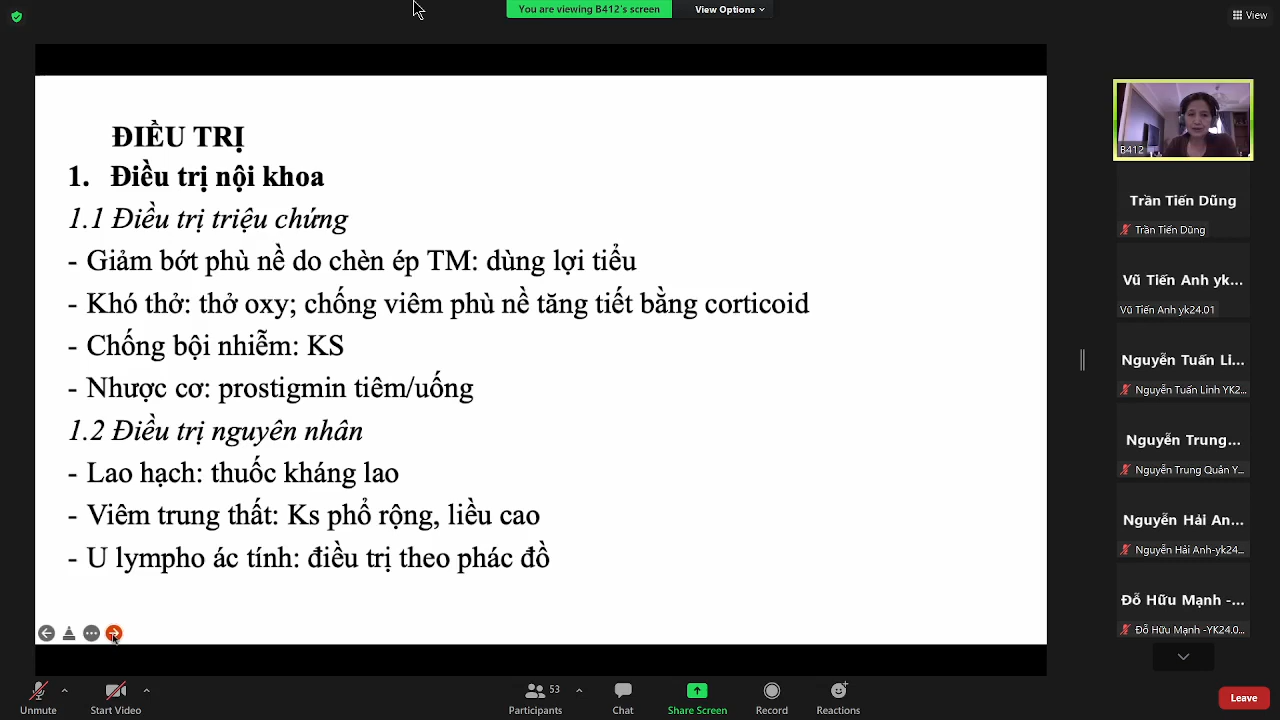 You are viewing B412's screen
View Options
View
ĐIỀU TRỊ
1. Điều trị nội khoa
1.1 Điều trị triệu chứng
- Giảm bớt phù nề do chèn ép TM: dùng lợi tiểu
- Khó thở: thở oxy; chống viêm phù nề tăng tiết bằng corticoid
- Chống bội nhiễm: KS
- Nhược cơ: prostigmin tiêm/uống
1.2 Điều trị nguyên nhân
- Lao hạch: thuốc kháng lao
- Viêm trung thất: Ks phổ rộng, liều cao
- U lympho ác tính: điều trị theo phác đồ
B412
Trần Tiến Dũng
Trần Tiến Dũng
Vũ Tiến Anh yk...
Vũ Tiến Anh yk24.01
Nguyễn Tuấn Li...
Nguyễn Tuấn Linh YK2...
Nguyễn Trung...
Nguyễn Trung Quân Y...
Nguyễn Hải An...
Nguyễn Hải Anh-yk24...
Đỗ Hữu Mạnh -...
Đỗ Hữu Mạnh -YK24.0...
Unmute
Start Video
Participants
53
Chat
Share Screen
Record
Reactions
Leave